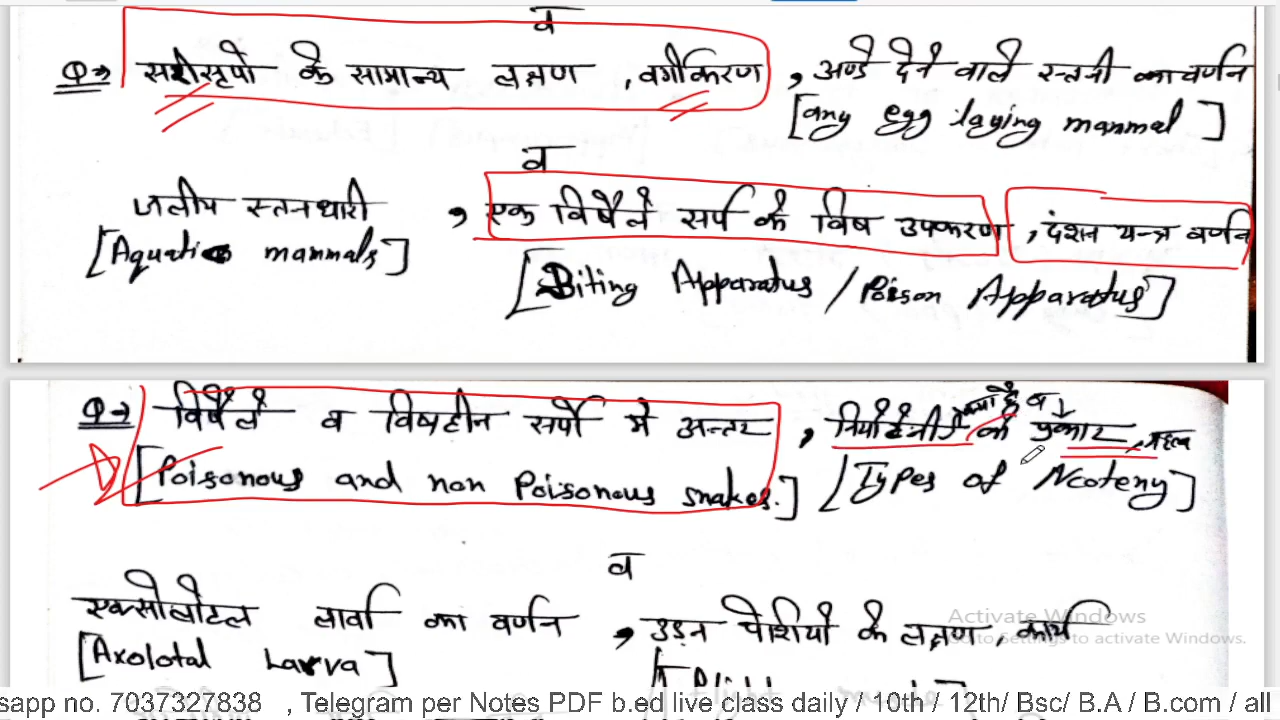 व
Q⇒ सरीसृपों के सामान्य लक्षण, वर्गीकरण, अण्डे देने वाले स्तनी का वर्णन
[any egg laying manmal]
व
जलीय स्तनधारी, एक विषैले सर्प के विष उपकरण, दंशन यन्त्र वर्णन
[Aquatic mammals] [Biting Apparatus / Poison Apparatus]
Q⇒ विषैले व विषहीन सर्पो में अन्तर, नियोटेनी क्या है व के प्रकार, महत्व
[Poisonous and non Poisonous snakes.] [Types of Neoteny]
व
एक्सोलोटल लार्वा का वर्णन, उड़न पेशियों के लक्षण, कार्य
[Axolotal Larva]
Activate Windows
Go to Settings to activate Windows.
sapp no. 7037327838 , Telegram per Notes PDF b.ed live class daily / 10th / 12th/ Bsc/ B.A / B.com / all